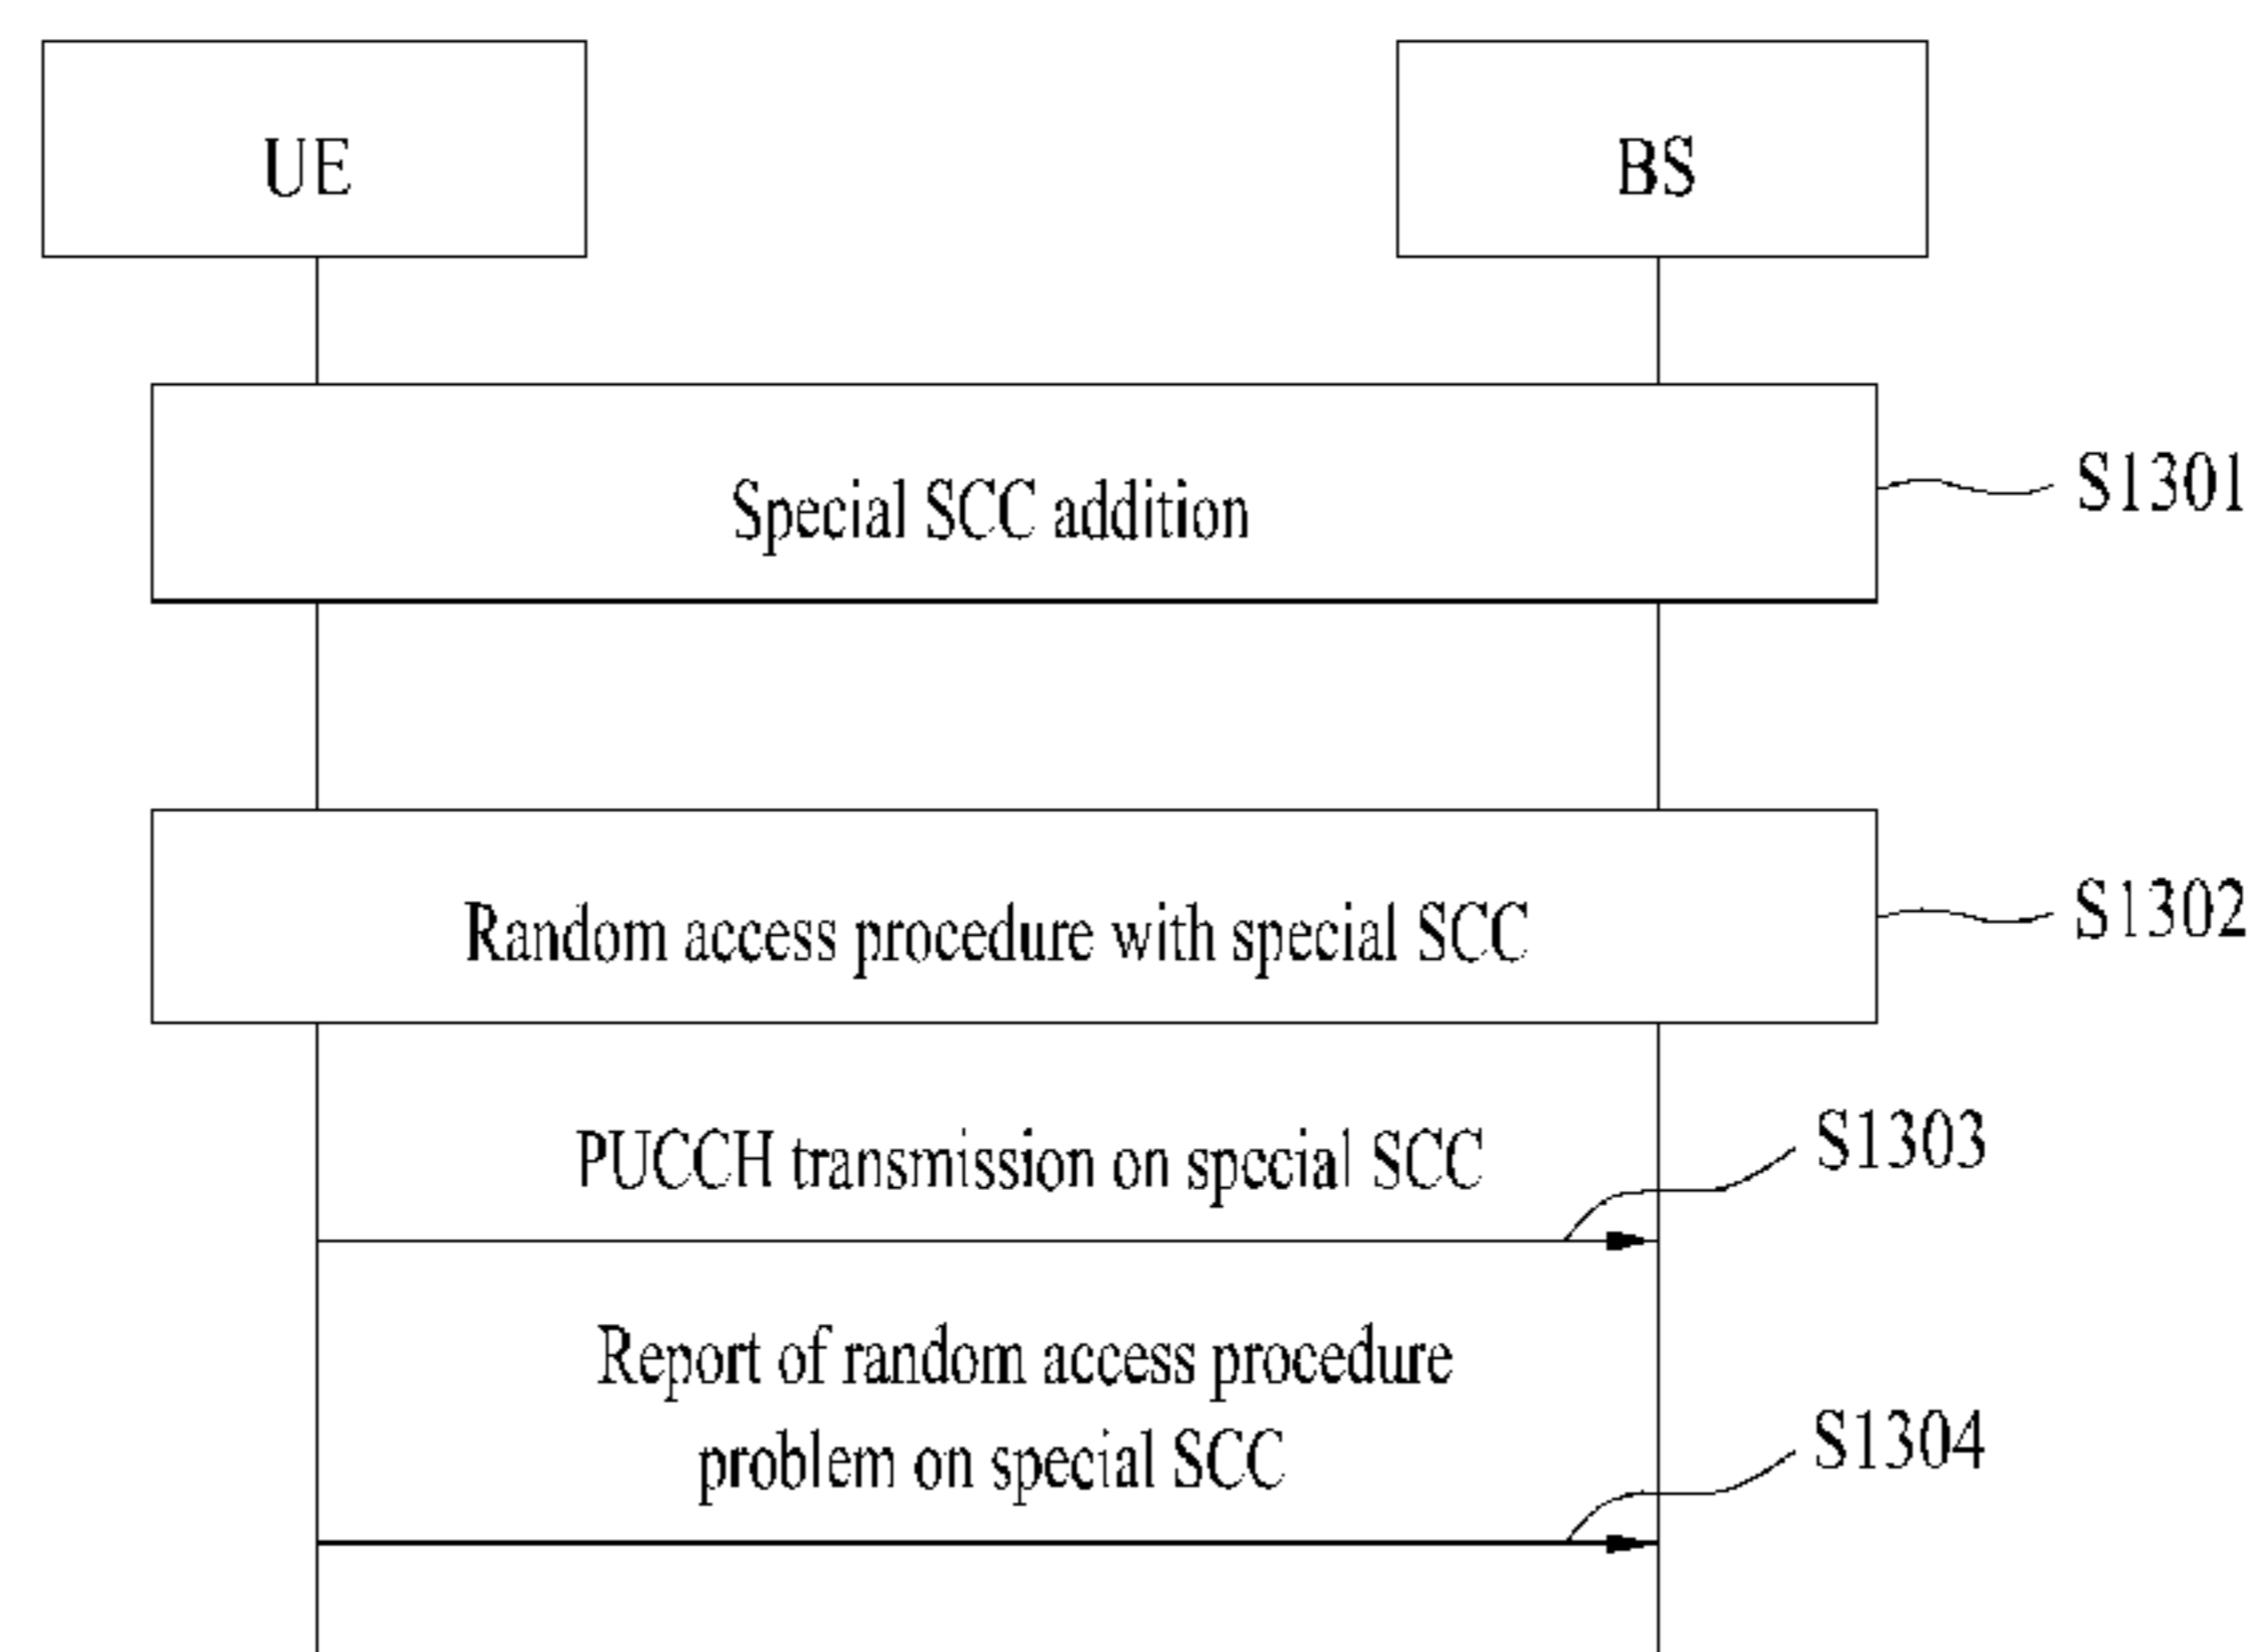 UE
BS
Special SCC addition
S1301
Random access procedure with special SCC
S1302
PUCCH transmission on special SCC
S1303
Report of random access procedure
problem on special SCC
S1304